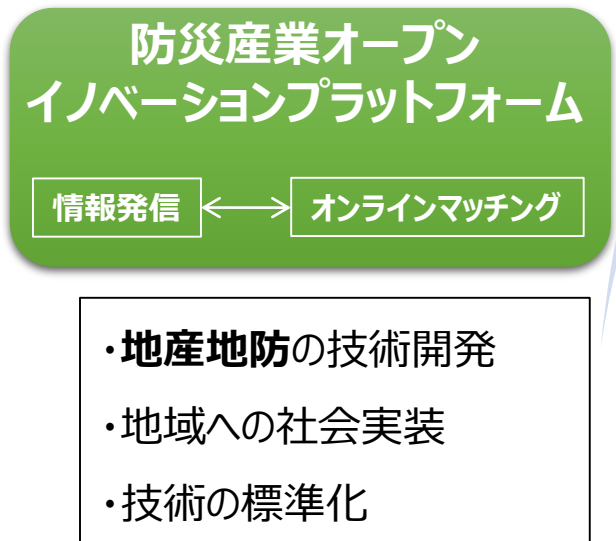 防災産業オープン
イノベーションプラットフォーム
情報発信 オンラインマッチング
・地産地防の技術開発
・地域への社会実装
・技術の標準化